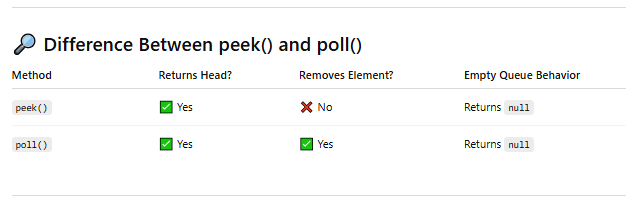 🔎 Difference Between peek() and poll()
Method Returns Head? Removes Element? Empty Queue Behavior
peek() ✅ Yes ❌ No Returns null
poll() ✅ Yes ✅ Yes Returns null